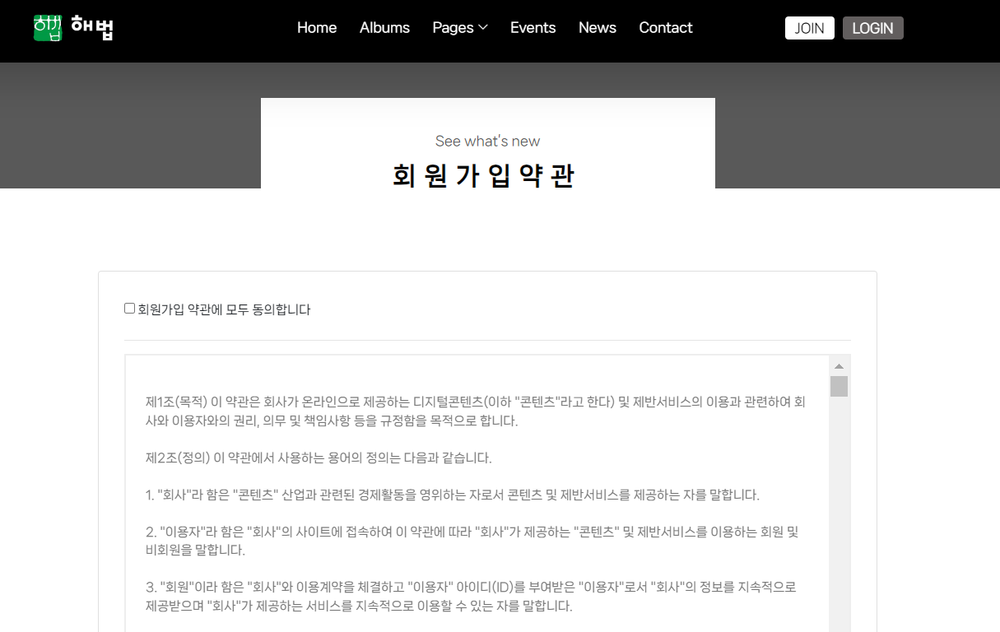 햅 해법
Home Albums Pages Events News Contact JOIN LOGIN
See what's new
회 원 가 입 약 관
회원가입 약관에 모두 동의합니다
제1조(목적) 이 약관은 회사가 온라인으로 제공하는 디지털콘텐츠(이하 "콘텐츠"라고 한다) 및 제반서비스의 이용과 관련하여 회
사와 이용자와의 권리, 의무 및 책임사항 등을 규정함을 목적으로 합니다.
제2조(정의) 이 약관에서 사용하는 용어의 정의는 다음과 같습니다.
1. "회사"라 함은 "콘텐츠" 산업과 관련된 경제활동을 영위하는 자로서 콘텐츠 및 제반서비스를 제공하는 자를 말합니다.
2. "이용자"라 함은 "회사"의 사이트에 접속하여 이 약관에 따라 "회사"가 제공하는 "콘텐츠" 및 제반서비스를 이용하는 회원 및
비회원을 말합니다.
3. "회원"이라 함은 "회사"와 이용계약을 체결하고 "이용자" 아이디(ID)를 부여받은 "이용자"로서 "회사"의 정보를 지속적으로
제공받으며 "회사"가 제공하는 서비스를 지속적으로 이용할 수 있는 자를 말합니다.